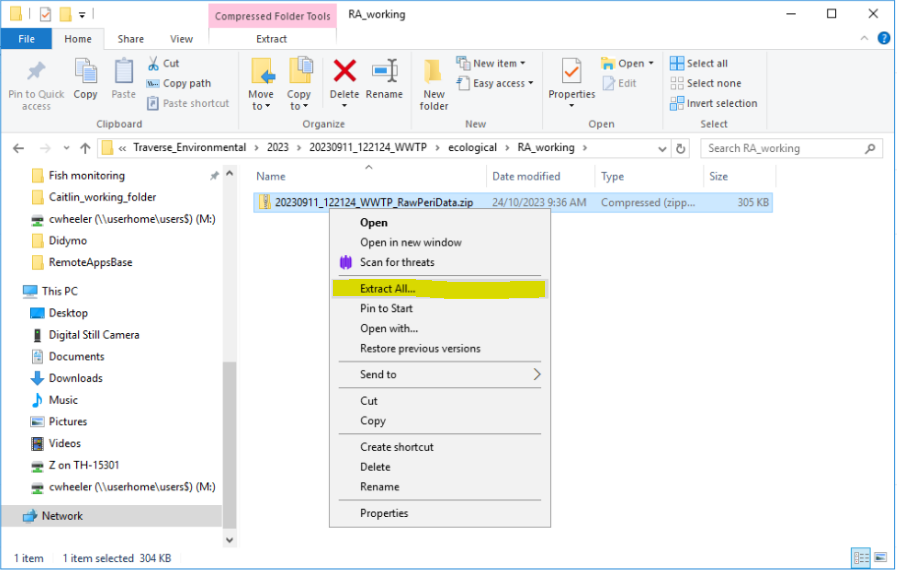 Compressed Folder Tools RA_working
File Home Share View Extract
Pin to Quick access
Copy
Paste
Cut
Copy path
Paste shortcut
Clipboard
Move to
Copy to
Delete
Rename
Organize
New folder
New item
Easy access
New
Properties
Open
Edit
Open
Select all
Select none
Invert selection
Select
« Traverse_Environmental > 2023 > 20230911_122124_WWTP > ecological > RA_working >
Search RA_working
Fish monitoring
Caitlin_working_folder
cwheeler (\\userhome\users$) (M:)
Didymo
RemoteAppsBase
This PC
Desktop
Digital Still Camera
Documents
Downloads
Music
Pictures
Videos
Z on TH-15301
cwheeler (\\userhome\users$) (M:)
Network
Name Date modified Type Size
20230911_122124_WWTP_RawPeriData.zip 24/10/2023 9:36 AM Compressed (zipp... 305 KB
Open
Open in new window
Scan for threats
Extract All...
Pin to Start
Open with...
Restore previous versions
Send to
Cut
Copy
Create shortcut
Delete
Rename
Properties
1 item 1 item selected 304 KB